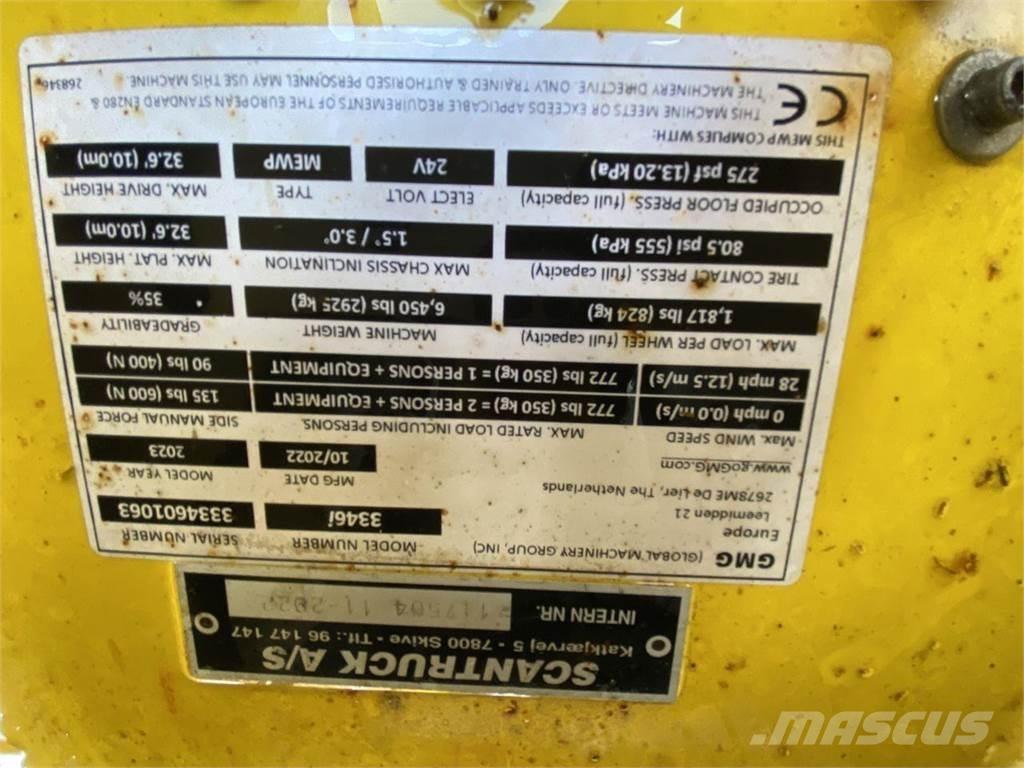 SCANTRUCK A/S
Katkjærvej 5 - 7800 Skive - Tlf.: 96 147 147
INTERN NR. 117504 11-2022
GMG (GLOBAL MACHINERY GROUP, INC)
Europe
Leemidden 21
2678ME De Lier, The Netherlands
www.goGMG.com
MODEL NUMBER SERIAL NUMBER
3346i 3334601063
MFG DATE MODEL YEAR
10/2022 2023
Max. WIND SPEED MAX. RATED LOAD INCLUDING PERSONS SIDE MANUAL FORCE
0 mph (0.0 m/s) 772 lbs (350 kg) = 2 PERSONS + EQUIPMENT 135 lbs (600 N)
28 mph (12.5 m/s) 772 lbs (350 kg) = 1 PERSONS + EQUIPMENT 90 lbs (400 N)
MAX. LOAD PER WHEEL (full capacity) MACHINE WEIGHT GRADEABILITY
1,817 lbs (824 kg) 6,450 lbs (2925 kg) 35%
TIRE CONTACT PRESS. (full capacity) MAX CHASSIS INCLINATION MAX. PLAT. HEIGHT
80.5 psi (555 kPa) 1.5° / 3.0° 32.6' (10.0m)
OCCUPIED FLOOR PRESS. (full capacity) ELECT VOLT TYPE MAX. DRIVE HEIGHT
275 psf (13.20 kPa) 24V MEWP 32.6' (10.0m)
THIS MEWP COMPLIES WITH:
CE THIS MACHINE MEETS OR EXCEEDS APPLICABLE REQUIREMENTS OF THE EUROPEAN STANDARD EN280 &
THE MACHINERY DIRECTIVE. ONLY TRAINED & AUTHORISED PERSONNEL MAY USE THIS MACHINE.
268346
MASCUS